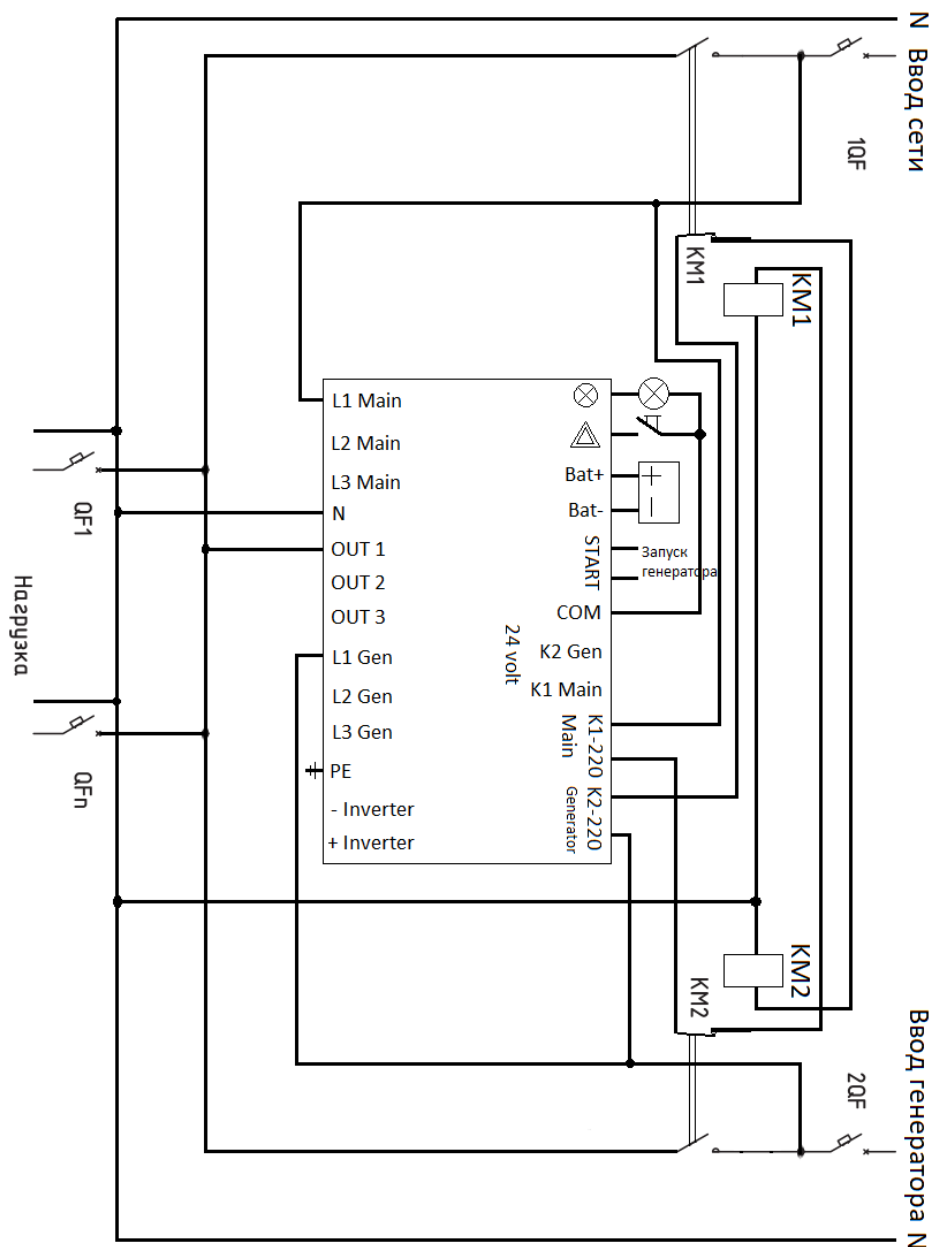 N
Ввод сети
1QF
KM1
KM1
L1 Main
L2 Main
L3 Main
N
OUT 1
OUT 2
OUT 3
L1 Gen
L2 Gen
L3 Gen
PE
- Inverter
+ Inverter
Bat+
Bat-
START
Запуск
генератора
COM
24 volt
K2 Gen
K1 Main
K1-220
Main
K2-220
Generator
+
−
QF1
Нагрузка
QFn
KM2
KM2
2QF
Ввод генератора
N